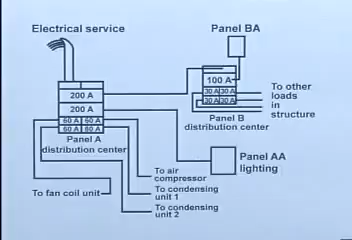 Electrical service
Panel BA
200 A
200 A
60 A 60 A
60 A 60 A
Panel A
distribution center
100 A
30 A 30 A
30 A 30 A
Panel B
distribution center
To other
loads
in
structure
Panel AA
lighting
To air
compressor
To fan coil unit
To condensing
unit 1
To condensing
unit 2